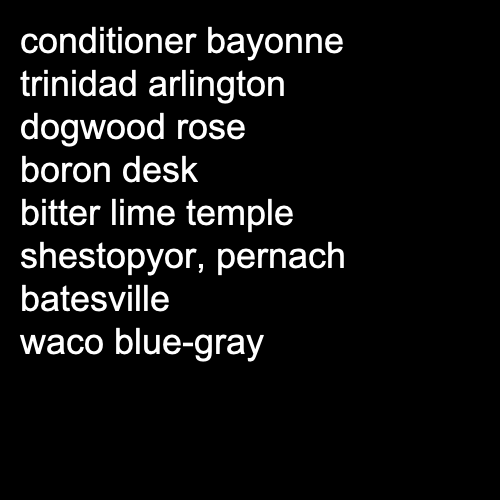 conditioner bayonne
trinidad arlington
dogwood rose
boron desk
bitter lime temple
shestopyor, pernach
batesville
waco blue-gray